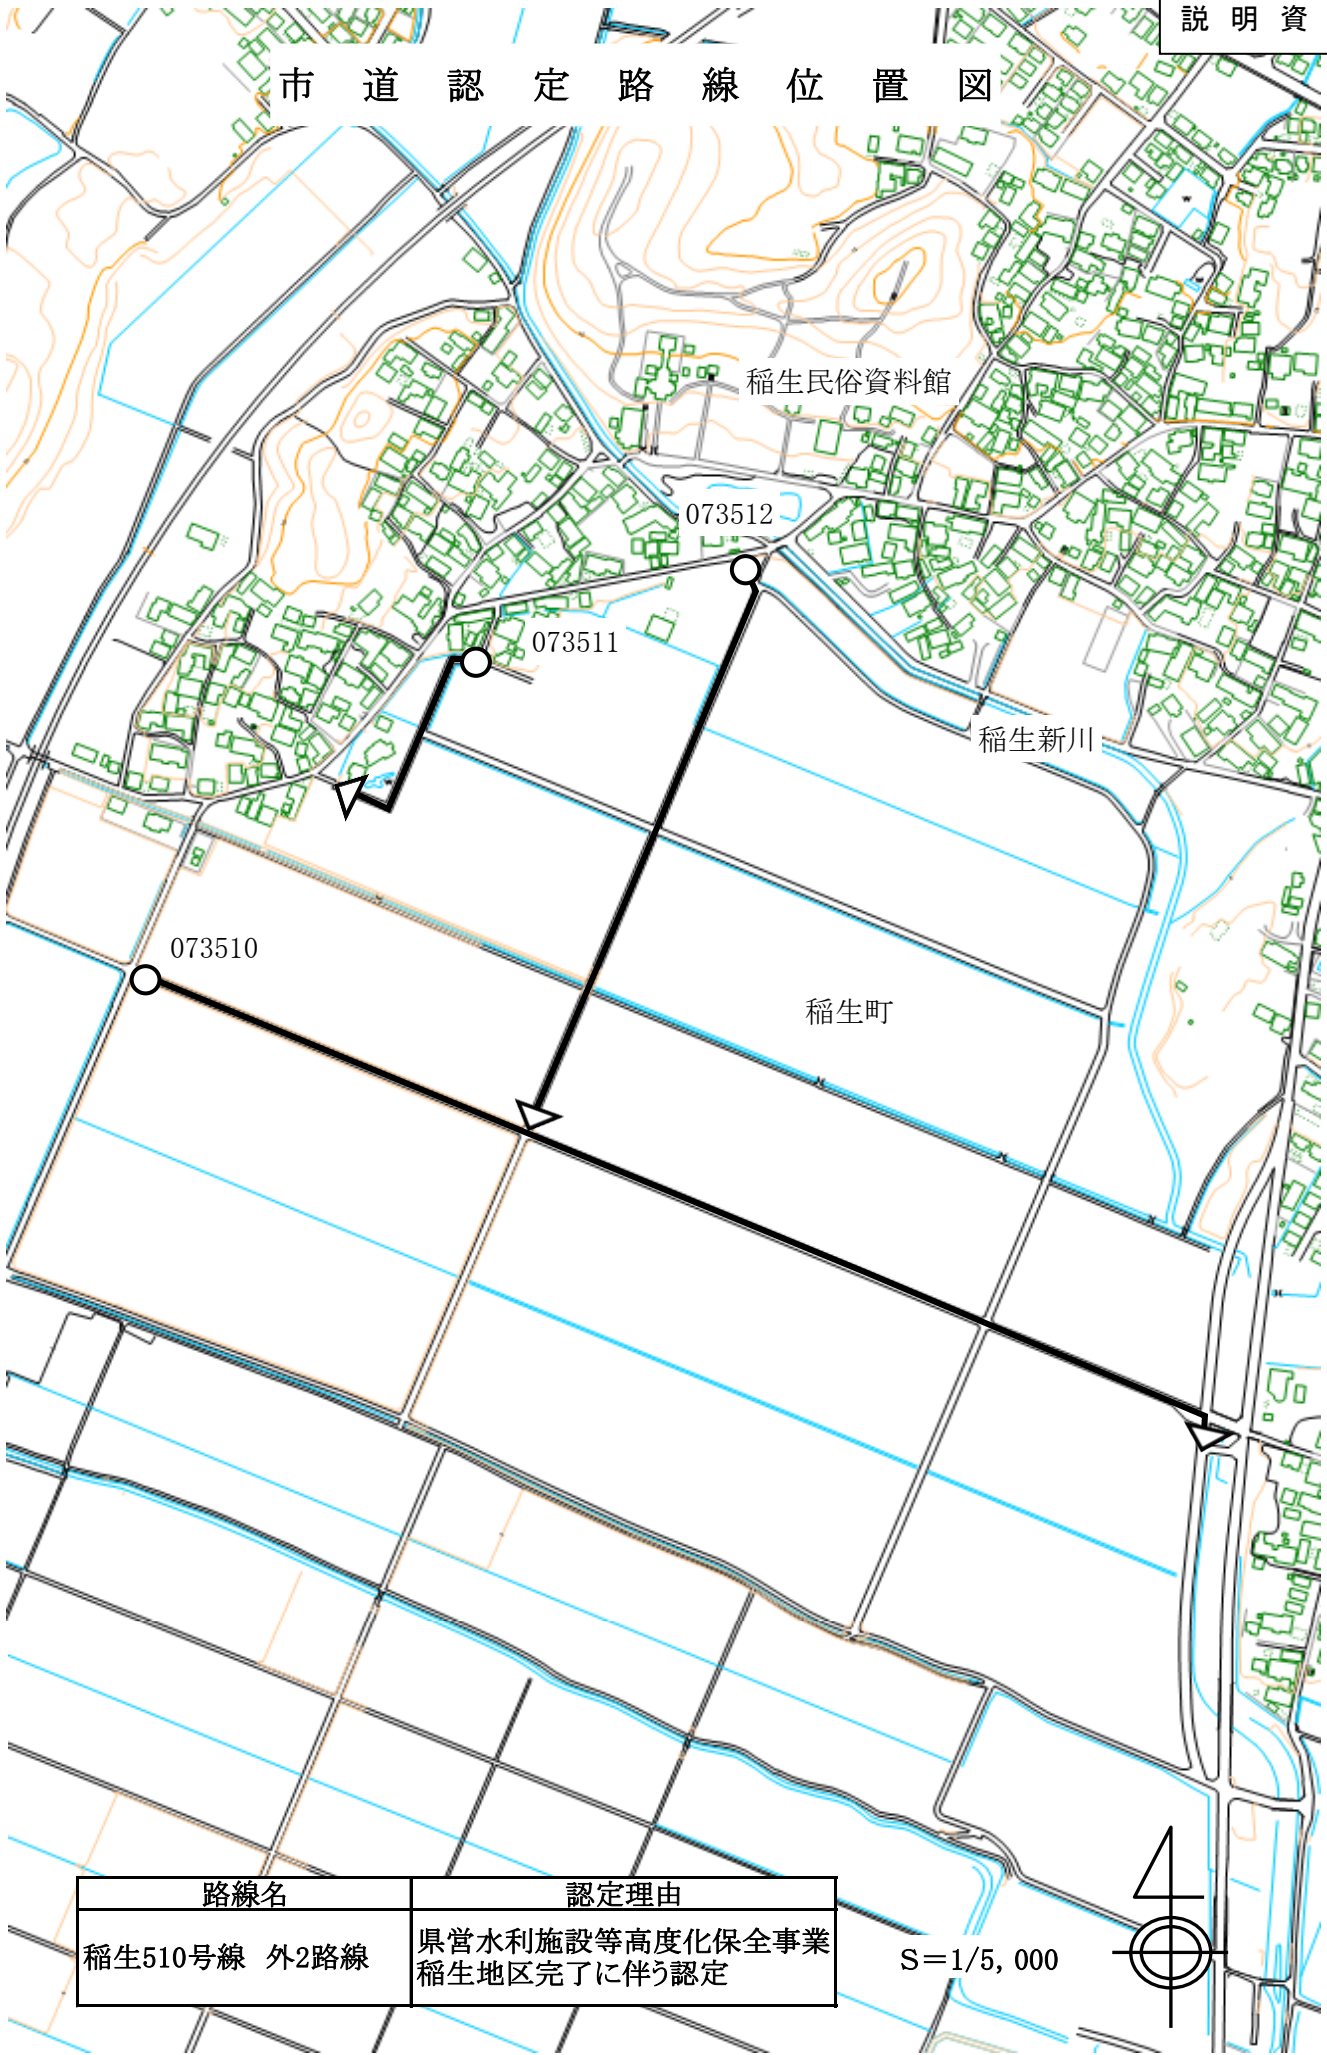 説 明 資
市 道 認 定 路 線 位 置 図
稲生民俗資料館
073512
073511
稲生新川
073510
稲生町
路線名
認定理由
稲生510号線 外2路線
県営水利施設等高度化保全事業
稲生地区完了に伴う認定
S=1/5,000